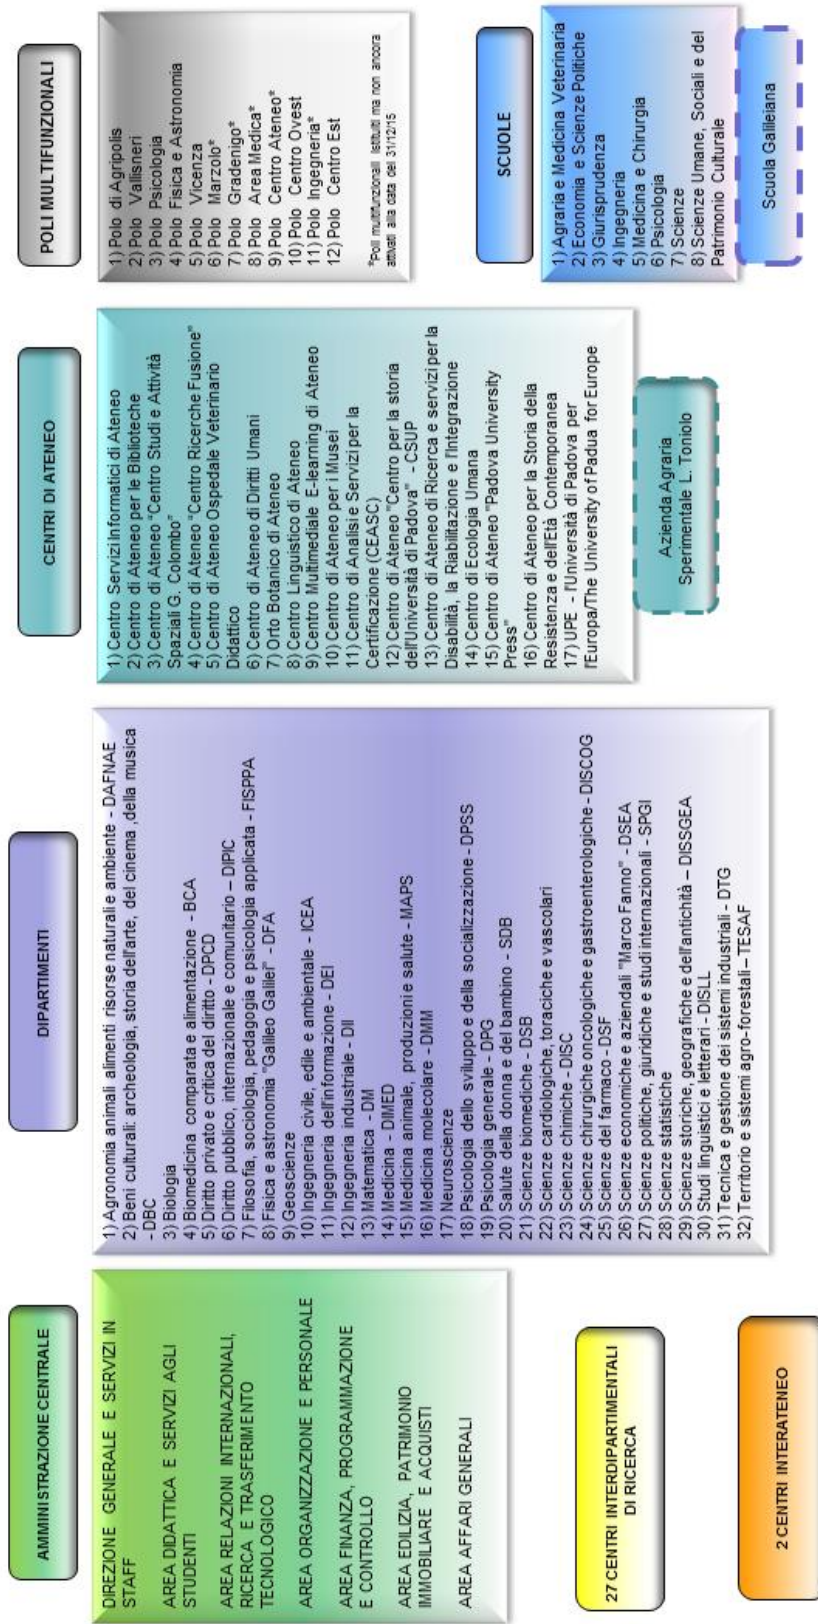 AMMINISTRAZIONE CENTRALE
DIREZIONE GENERALE E SERVIZI IN
STAFF
AREA DIDATTICA E SERVIZI AGLI
STUDENTI
AREA RELAZIONI INTERNAZIONALI,
RICERCA E TRASFERIMENTO
TECNOLOGICO
AREA ORGANIZZAZIONE E PERSONALE
AREA FINANZA, PROGRAMMAZIONE
E CONTROLLO
AREA EDILIZIA, PATRIMONIO
IMMOBILIARE E ACQUISTI
AREA AFFARI GENERALI
27 CENTRI INTERDIPARTIMENTALI
DI RICERCA
2 CENTRI INTERATENEO
DIPARTIMENTI
1) Agronomia animali alimenti risorse naturali e ambiente - DAFNAE
2) Beni culturali: archeologia, storia dell'arte, del cinema ,della musica
- DBC
3) Biologia
4) Biomedicina comparata e alimentazione - BCA
5) Diritto privato e critica del diritto - DPCD
6) Diritto pubblico, internazionale e comunitario – DIPIC
7) Filosofia, sociologia, pedagogia e psicologia applicata - FISPPA
8) Fisica e astronomia "Galileo Galilei" - DFA
9) Geoscienze
10) Ingegneria civile, edile e ambientale - ICEA
11) Ingegneria dell'informazione - DEI
12) Ingegneria industriale - DII
13) Matematica - DM
14) Medicina - DIMED
15) Medicina animale, produzioni e salute - MAPS
16) Medicina molecolare - DMM
17) Neuroscienze
18) Psicologia dello sviluppo e della socializzazione - DPSS
19) Psicologia generale - DPG
20) Salute della donna e del bambino - SDB
21) Scienze biomediche - DSB
22) Scienze cardiologiche, toraciche e vascolari
23) Scienze chimiche - DISC
24) Scienze chirurgiche oncologiche e gastroenterologiche - DISCOG
25) Scienze del farmaco - DSF
26) Scienze economiche e aziendali "Marco Fanno" - DSEA
27) Scienze politiche, giuridiche e studi internazionali - SPGI
28) Scienze statistiche
29) Scienze storiche, geografiche e dell'antichità – DISSGEA
30) Studi linguistici e letterari - DISLL
31) Tecnica e gestione dei sistemi industriali - DTG
32) Territorio e sistemi agro-forestali – TESAF
CENTRI DI ATENEO
1) Centro Servizi Informatici di Ateneo
2) Centro di Ateneo per le Biblioteche
3) Centro di Ateneo "Centro Studi e Attività
Spaziali G. Colombo"
4) Centro di Ateneo "Centro Ricerche Fusione"
5) Centro di Ateneo Ospedale Veterinario
Didattico
6) Centro di Ateneo di Diritti Umani
7) Orto Botanico di Ateneo
8) Centro Linguistico di Ateneo
9) Centro Multimediale E-learning di Ateneo
10) Centro di Ateneo per i Musei
11) Centro di Analisi e Servizi per la
Certificazione (CEASC)
12) Centro di Ateneo "Centro per la storia
dell'Università di Padova" - CSUP
13) Centro di Ateneo di Ricerca e servizi per la
Disabilità, la Riabilitazione e l'Integrazione
14) Centro di Ecologia Umana
15) Centro di Ateneo "Padova University
Press"
16) Centro di Ateneo per la Storia della
Resistenza e dell'Età Contemporanea
17) UPE - l'Università di Padova per
l'Europa/The University of Padua for Europe
Azienda Agraria
Sperimentale L. Toniolo
POLI MULTIFUNZIONALI
1) Polo di Agripolis
2) Polo Vallisneri
3) Polo Psicologia
4) Polo Fisica e Astronomia
5) Polo Vicenza
6) Polo Marzolo*
7) Polo Gradenigo*
8) Polo Area Medica*
9) Polo Centro Ateneo*
10) Polo Centro Ovest
11) Polo Ingegneria*
12) Polo Centro Est
*Poli multifunzionali istituiti ma non ancora
attivati alla data del 31/12/15
SCUOLE
1) Agraria e Medicina Veterinaria
2) Economia e Scienze Politiche
3) Giurisprudenza
4) Ingegneria
5) Medicina e Chirurgia
6) Psicologia
7) Scienze
8) Scienze Umane, Sociali e del
Patrimonio Culturale
Scuola Galileiana